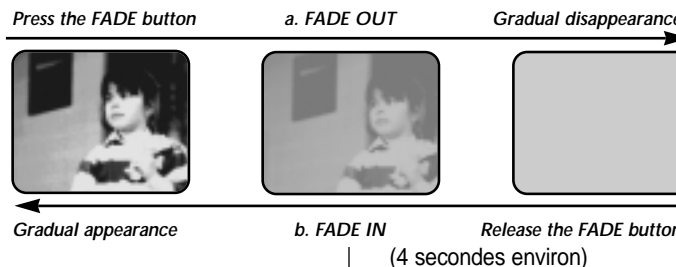 Press the FADE button a. FADE OUT Gradual disappearance
Gradual appearance b. FADE IN Release the FADE button
(4 secondes environ)